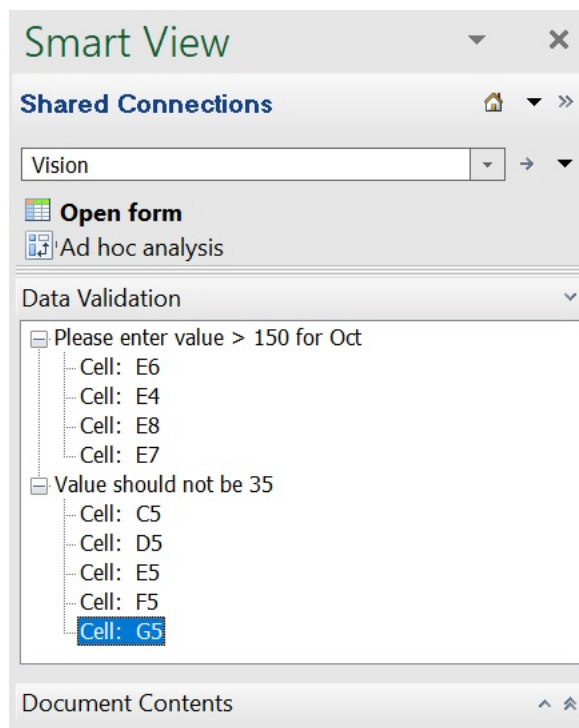 Smart View
Shared Connections
Vision
Open form
Ad hoc analysis
Data Validation
Please enter value > 150 for Oct
Cell: E6
Cell: E4
Cell: E8
Cell: E7
Value should not be 35
Cell: C5
Cell: D5
Cell: E5
Cell: F5
Cell: G5
Document Contents